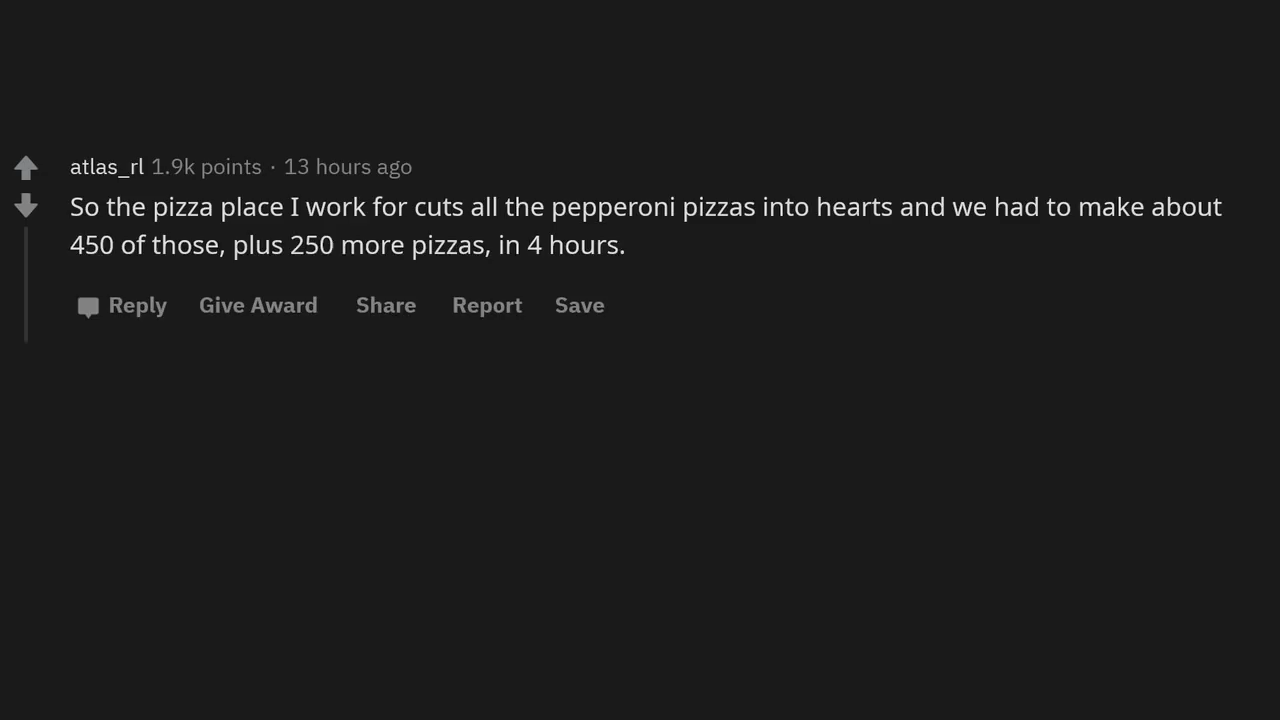 atlas_rl 1.9k points · 13 hours ago
So the pizza place I work for cuts all the pepperoni pizzas into hearts and we had to make about
450 of those, plus 250 more pizzas, in 4 hours.
Reply Give Award Share Report Save